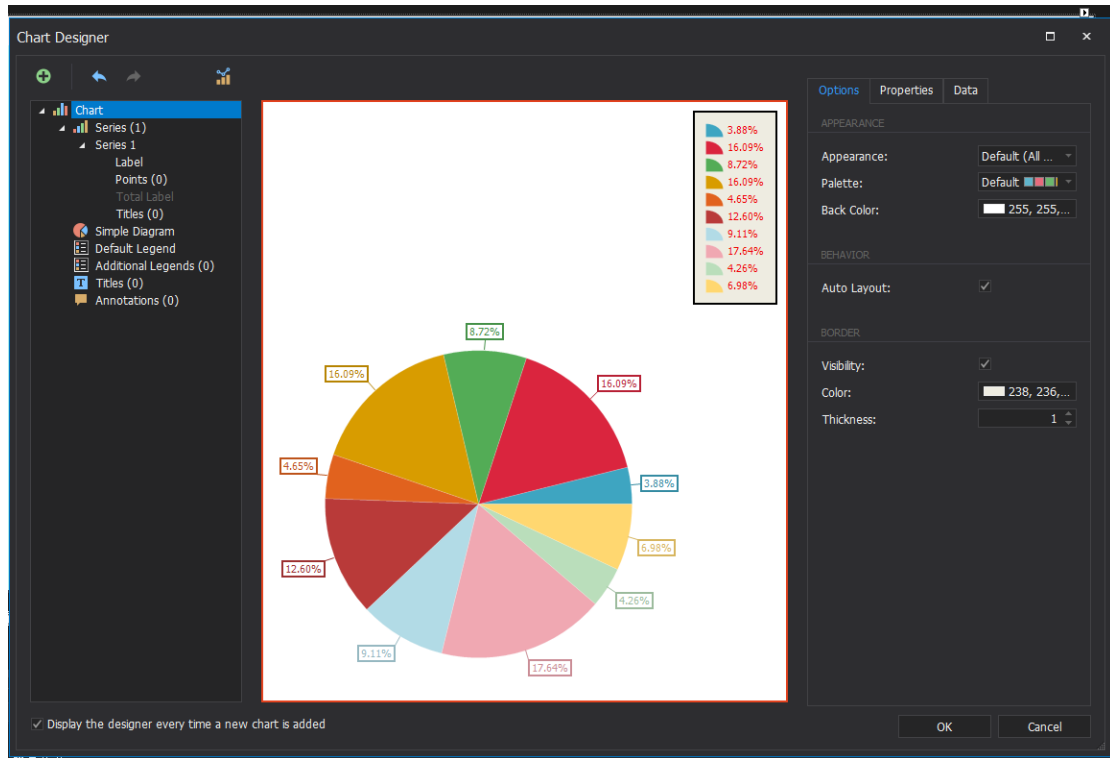 Chart Designer
Chart
Series (1)
Series 1
Label
Points (0)
Total Label
Titles (0)
Simple Diagram
Default Legend
Additional Legends (0)
T Titles (0)
Annotations (0)
3.88%
16.09%
8.72%
16.09%
4.65%
12.60%
9.11%
17.64%
4.26%
6.98%
8.72%
16.09%
16.09%
4.65%
3.88%
6.98%
12.60%
4.26%
9.11%
17.64%
Options Properties Data
APPEARANCE
Appearance: Default (All ...
Palette: Default
Back Color: 255, 255,...
BEHAVIOR
Auto Layout:
BORDER
Visibility:
Color: 238, 236,...
Thickness: 1
Display the designer every time a new chart is added
OK Cancel